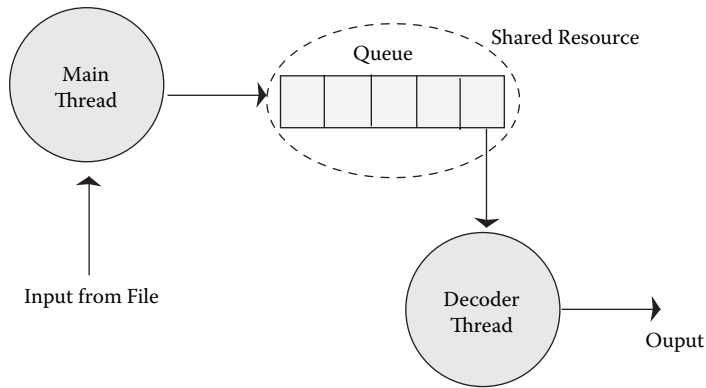 Shared Resource
Queue
Main
Thread
Input from File
Decoder
Thread
Ouput